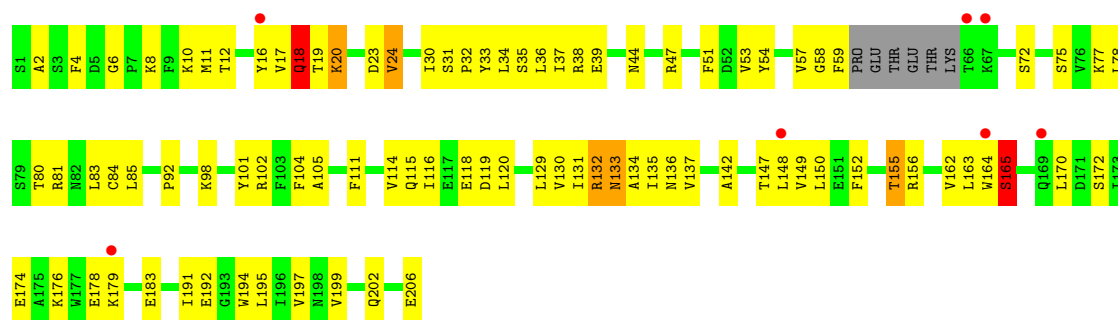 S1 A2 S3 F4 D5 G6 P7 K8 F9 K10 M11 T12 Y16 V17 Q18 T19 K20 D23 V24 I30 S31 P32 Y33 L34 S35 L36 I37 R38 E39 N44 R47 F51 D52 V53 Y54 V57 G58 F59 PRO GLU THR GLU THR LYS T66 K67 S72 S75 V76 K77 L78
S79 T80 R81 N82 L83 C84 L85 P92 K98 Y101 R102 F103 F104 A105 F111 V114 Q115 I116 E117 E118 D119 L120 L129 V130 I131 R132 N133 A134 I135 N136 V137 A142 T147 L148 V149 L150 E151 F152 T155 R156 V162 L163 W164 S165 Q169 L170 D171 S172 I173
E174 A175 K176 W177 E178 K179 E183 I191 E192 G193 W194 L195 I196 V197 N198 V199 Q202 E206